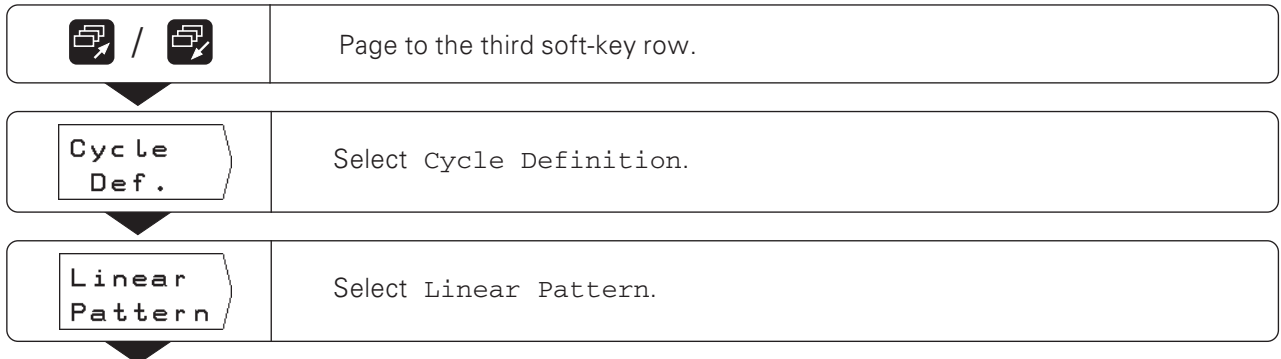 /
Page to the third soft-key row.
Cycle
Def.
Select Cycle Definition.
Linear
Pattern
Select Linear Pattern.